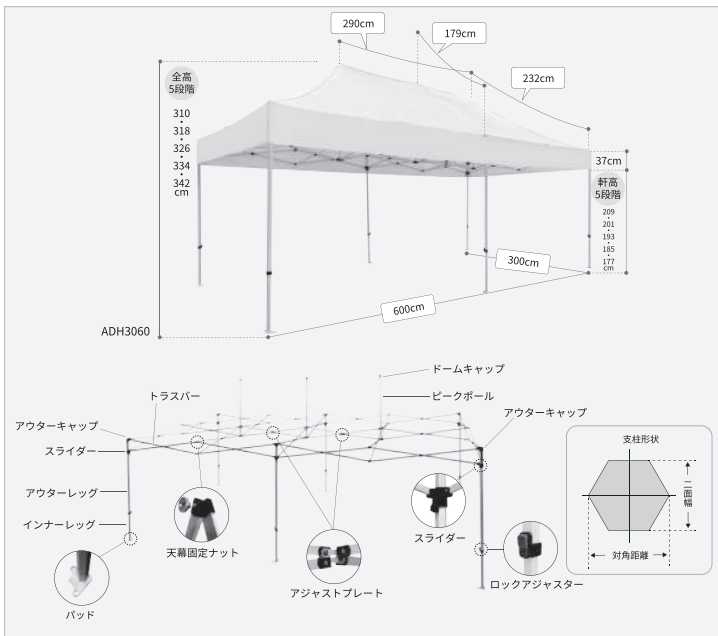 290cm
179cm
232cm
全高
5段階
310
・
318
・
326
・
334
・
342
cm
37cm
軒高
5段階
209
・
201
・
193
・
185
・
177
cm
300cm
600cm
ADH3060
ドームキャップ
トラスバー
ピークポール
アウターキャップ
アウターキャップ
スライダー
支柱形状
二面幅
アウターレッグ
インナーレッグ
スライダー
天幕固定ナット
対角距離
アジャストプレート
ロックアジャスター
パッド